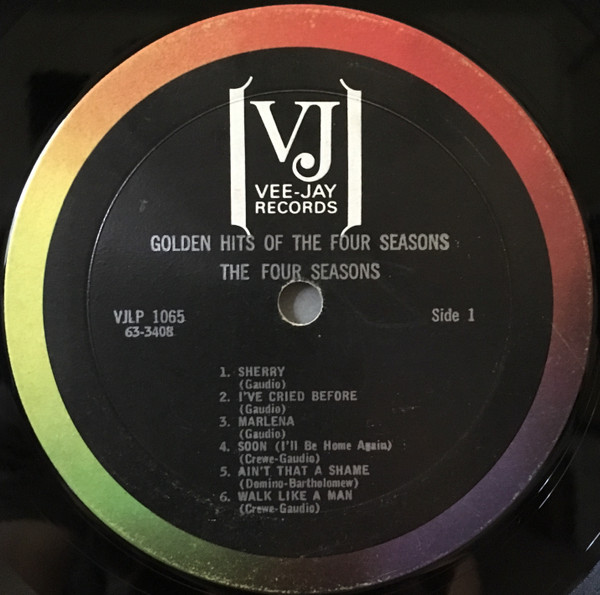 VJ
VEE-JAY
RECORDS
GOLDEN HITS OF THE FOUR SEASONS
THE FOUR SEASONS
VJLP 1065
63-3408
Side 1
1. SHERRY
(Gaudio)
2. I'VE CRIED BEFORE
(Gaudio)
3. MARLENA
(Gaudio)
4. SOON (I'll Be Home Again)
(Crewe-Gaudio)
5. AIN'T THAT A SHAME
(Domino-Bartholomew)
6. WALK LIKE A MAN
(Crewe-Gaudio)